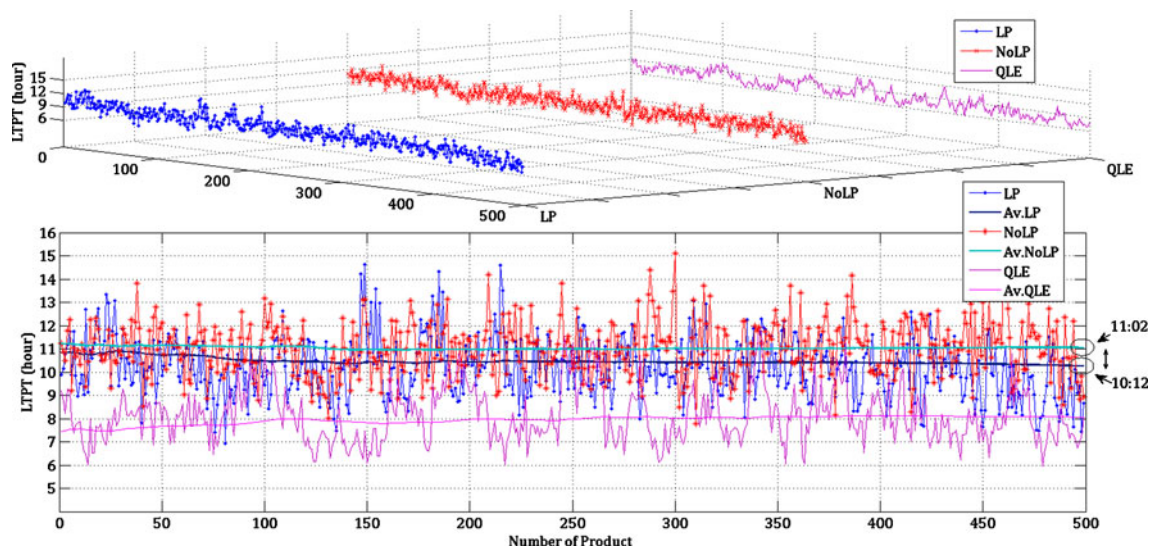 LP
NoLP
QLE
LTPT (hour)
15
12
9
6
0
100
200
300
400
500
LP
NoLP
QLE
LP
Av.LP
NoLP
Av.NoLP
QLE
Av.QLE
LTPT (hour)
16
15
14
13
12
11
10
9
8
7
6
5
11:02
10:12
0 50 100 150 200 250 300 350 400 450 500
Number of Product